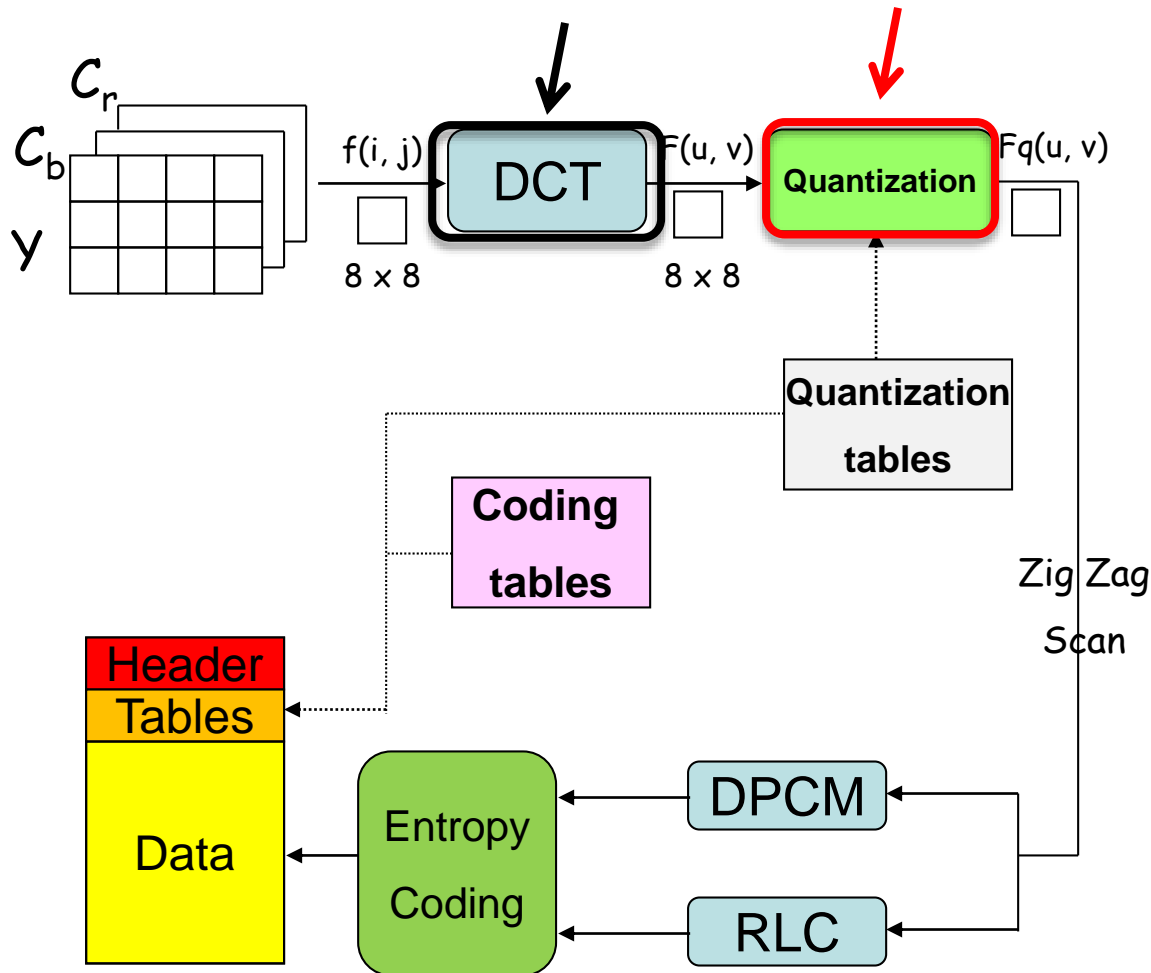 Cr
Cb
Y
f(i, j)
8 x 8
DCT
F(u, v)
8 x 8
Quantization
Fq(u, v)
Quantization
tables
Coding
tables
Zig Zag
Scan
Header
Tables
Data
Entropy
Coding
DPCM
RLC